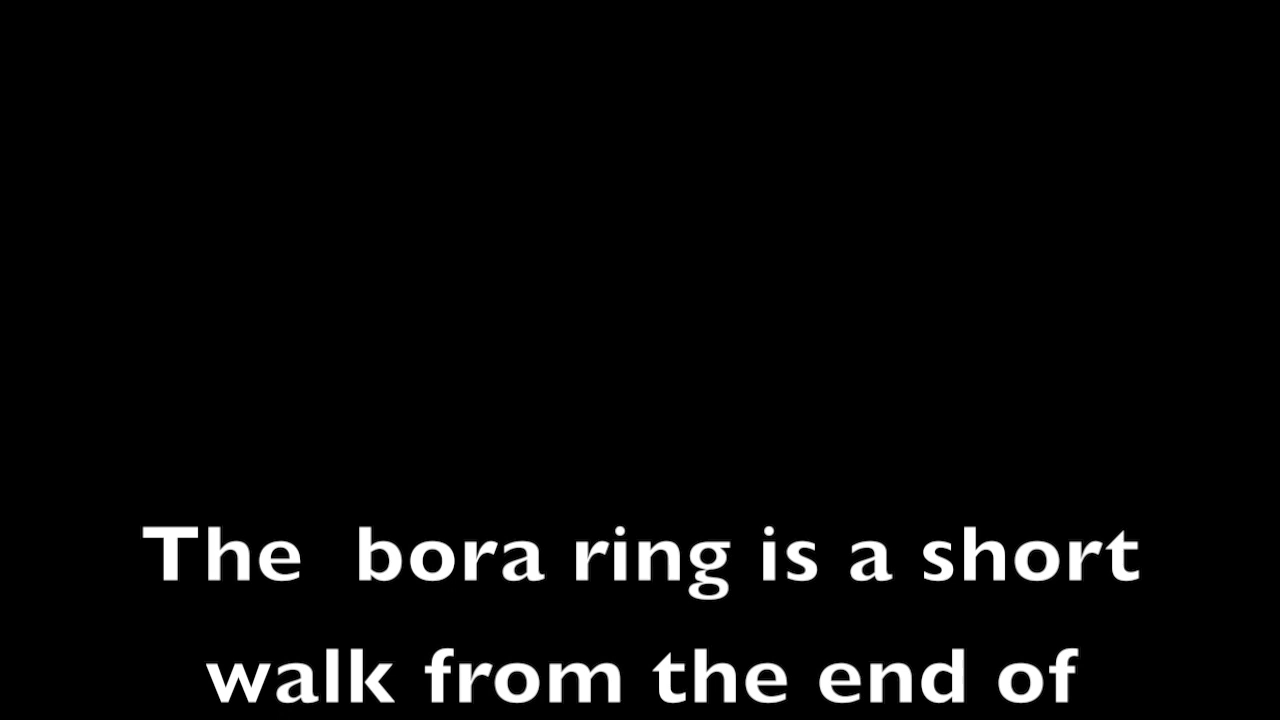 The  bora ring is a short
walk from the end of